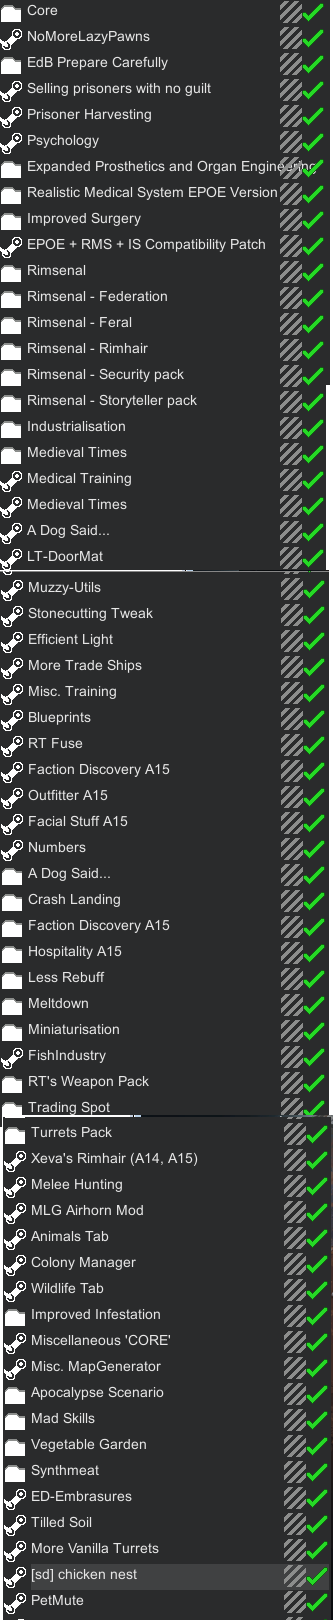 Core
NoMoreLazyPawns
EdB Prepare Carefully
Selling prisoners with no guilt
Prisoner Harvesting
Psychology
Expanded Prosthetics and Organ Engineering
Realistic Medical System EPOE Version
Improved Surgery
EPOE + RMS + IS Compatibility Patch
Rimsenal
Rimsenal - Federation
Rimsenal - Feral
Rimsenal - Rimhair
Rimsenal - Security pack
Rimsenal - Storyteller pack
Industrialisation
Medieval Times
Medical Training
Medieval Times
A Dog Said...
LT-DoorMat
Muzzy-Utils
Stonecutting Tweak
Efficient Light
More Trade Ships
Misc. Training
Blueprints
RT Fuse
Faction Discovery A15
Outfitter A15
Facial Stuff A15
Numbers
A Dog Said...
Crash Landing
Faction Discovery A15
Hospitality A15
Less Rebuff
Meltdown
Miniaturisation
FishIndustry
RT's Weapon Pack
Trading Spot
Turrets Pack
Xeva's Rimhair (A14, A15)
Melee Hunting
MLG Airhorn Mod
Animals Tab
Colony Manager
Wildlife Tab
Improved Infestation
Miscellaneous 'CORE'
Misc. MapGenerator
Apocalypse Scenario
Mad Skills
Vegetable Garden
Synthmeat
ED-Embrasures
Tilled Soil
More Vanilla Turrets
[sd] chicken nest
PetMute